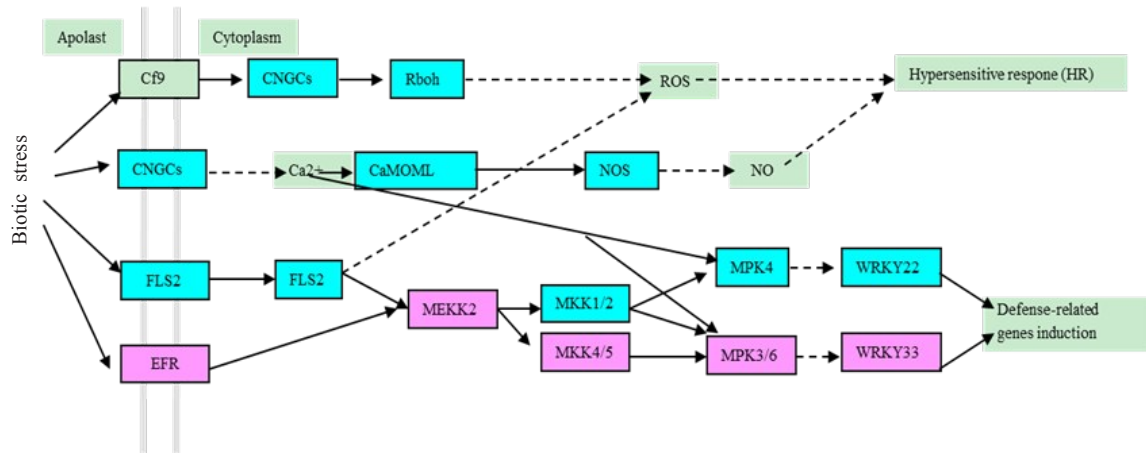 Apolast
Cytoplasm
Biotic stress
Cf9
CNGCs
Rboh
ROS
Hypersensitive respone (HR)
CNGCs
Ca2+
CaMOML
NOS
NO
FLS2
FLS2
MPK4
WRKY22
MEKK2
MKK1/2
Defense-related
genes induction
EFR
MKK4/5
MPK3/6
WRKY33